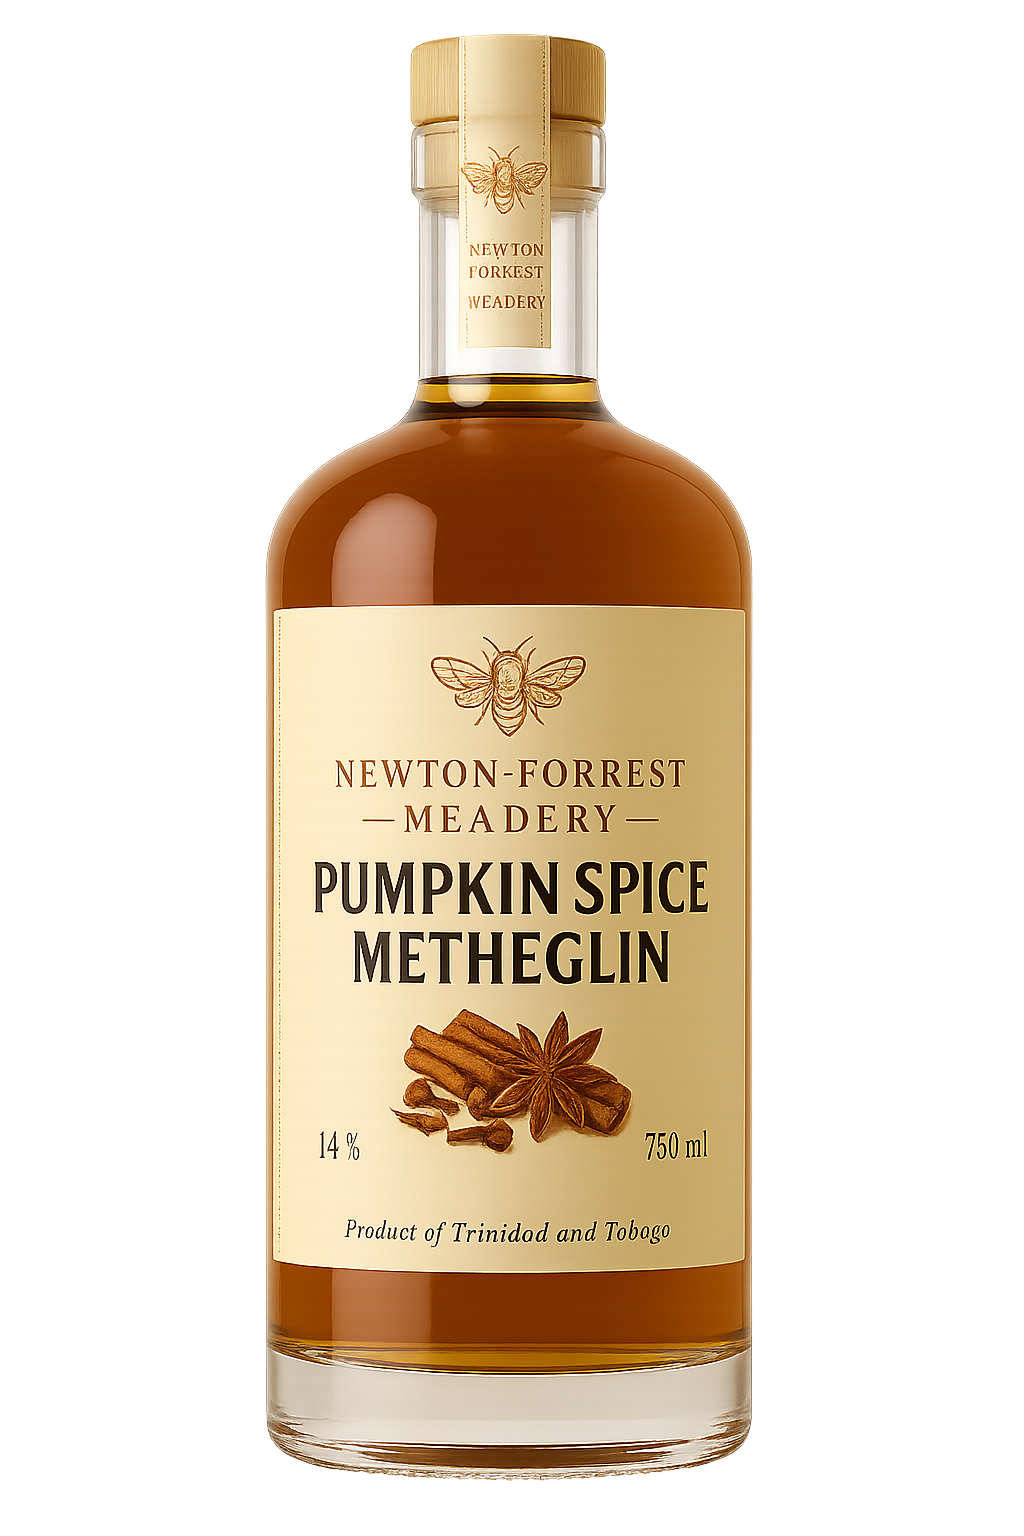 NEWTON
FORKEST
WEADERY
NEWTON-FORREST
—MEADERY—
PUMPKIN SPICE
METHEGLIN
14 %
750 ml
Product of Trinidod and Tobogo